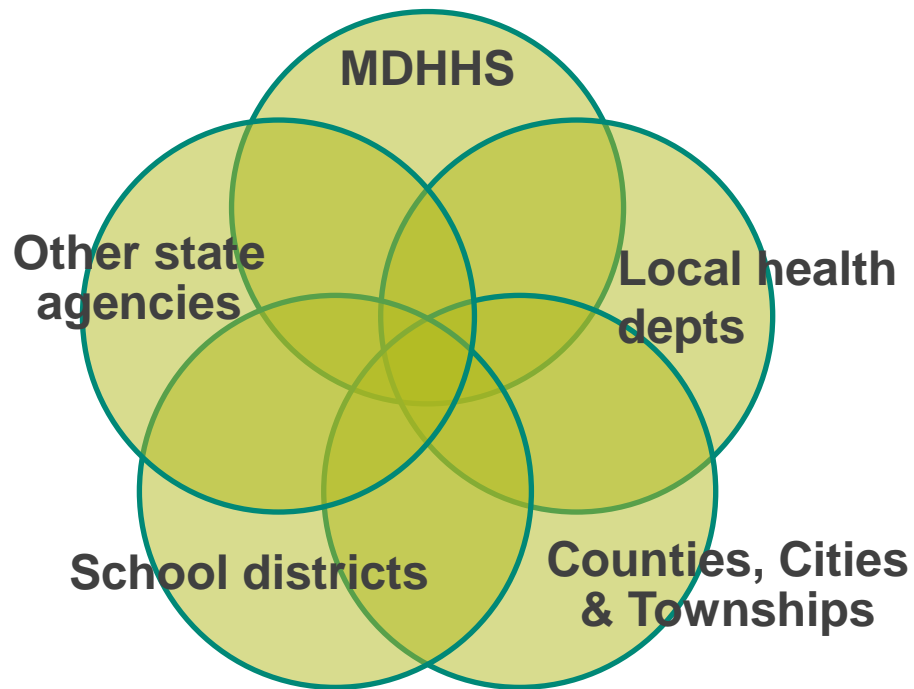 MDHHS
Other state
agencies
Local health
depts
School districts
Counties, Cities
& Townships